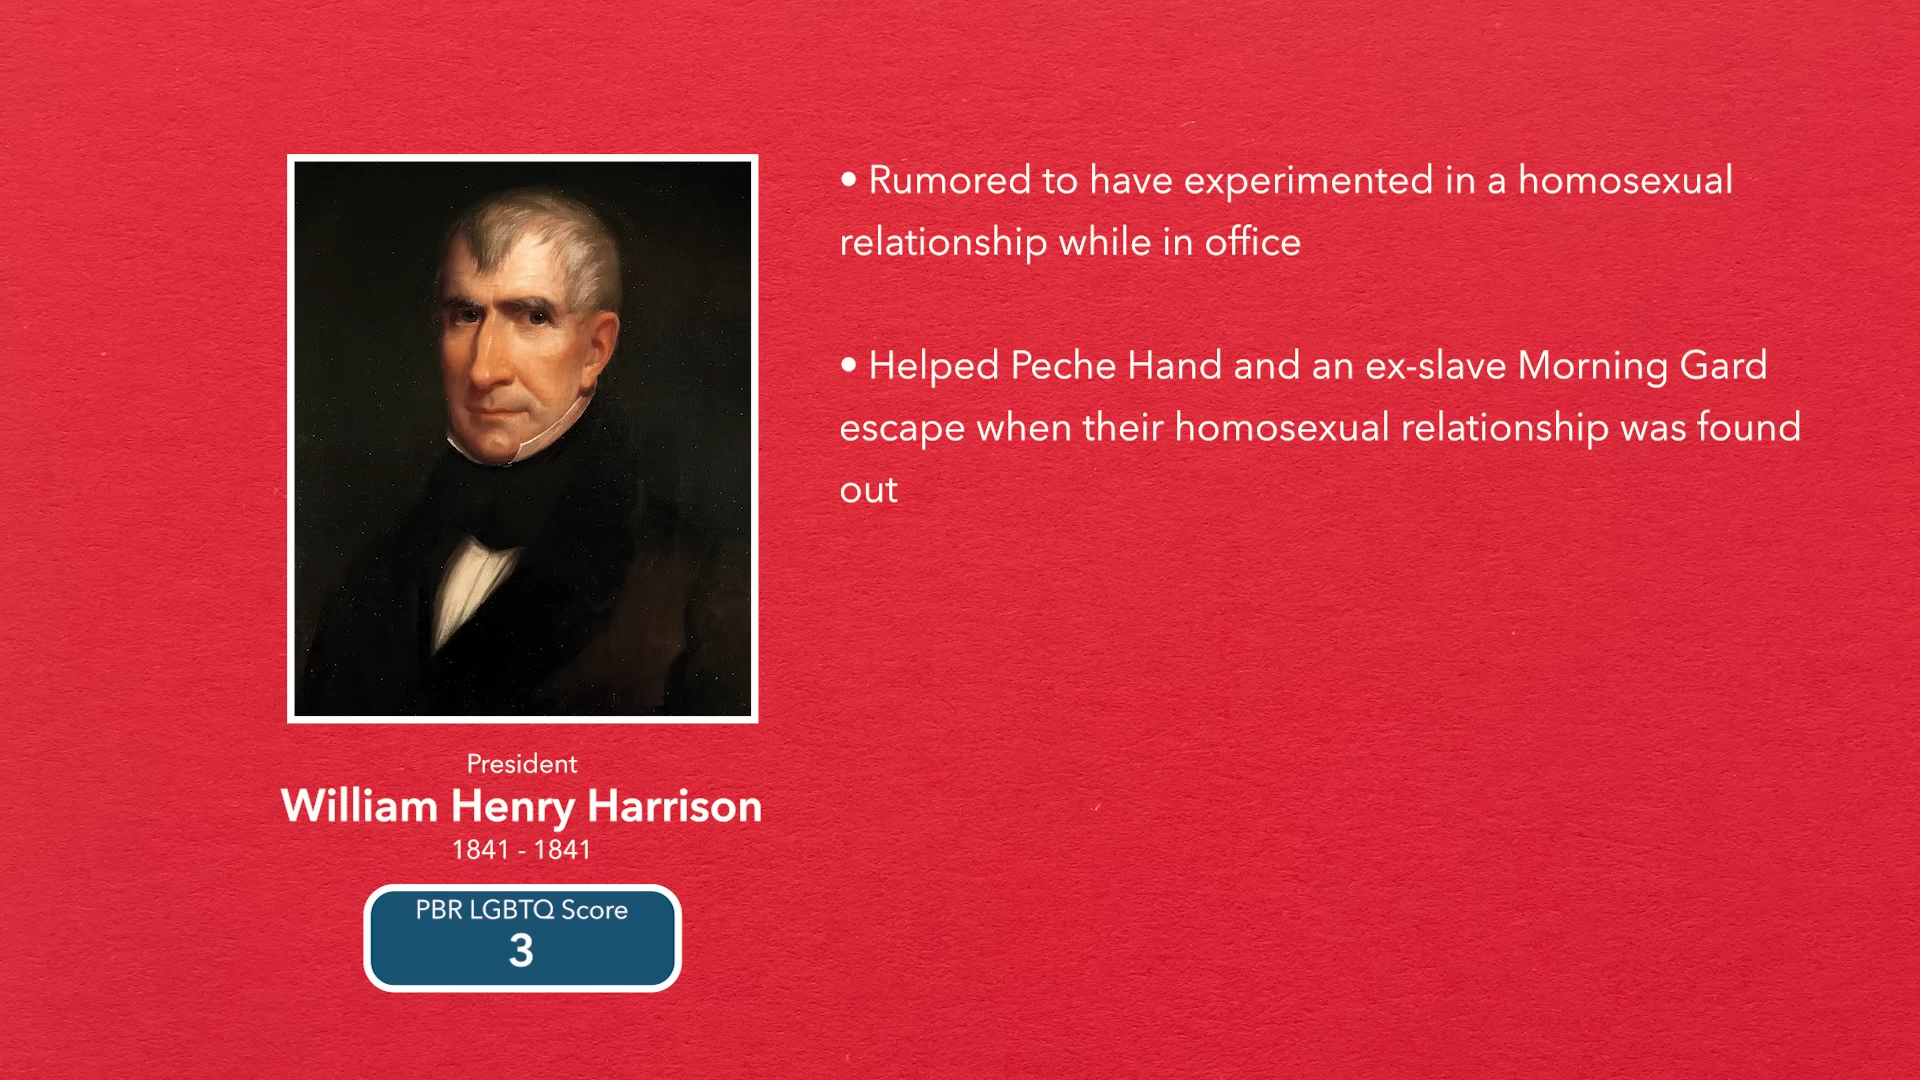 • Rumored to have experimented in a homosexual
relationship while in office
• Helped Peche Hand and an ex-slave Morning Gard
escape when their homosexual relationship was found
out
President
William Henry Harrison
1841 - 1841
PBR LGBTQ Score
3